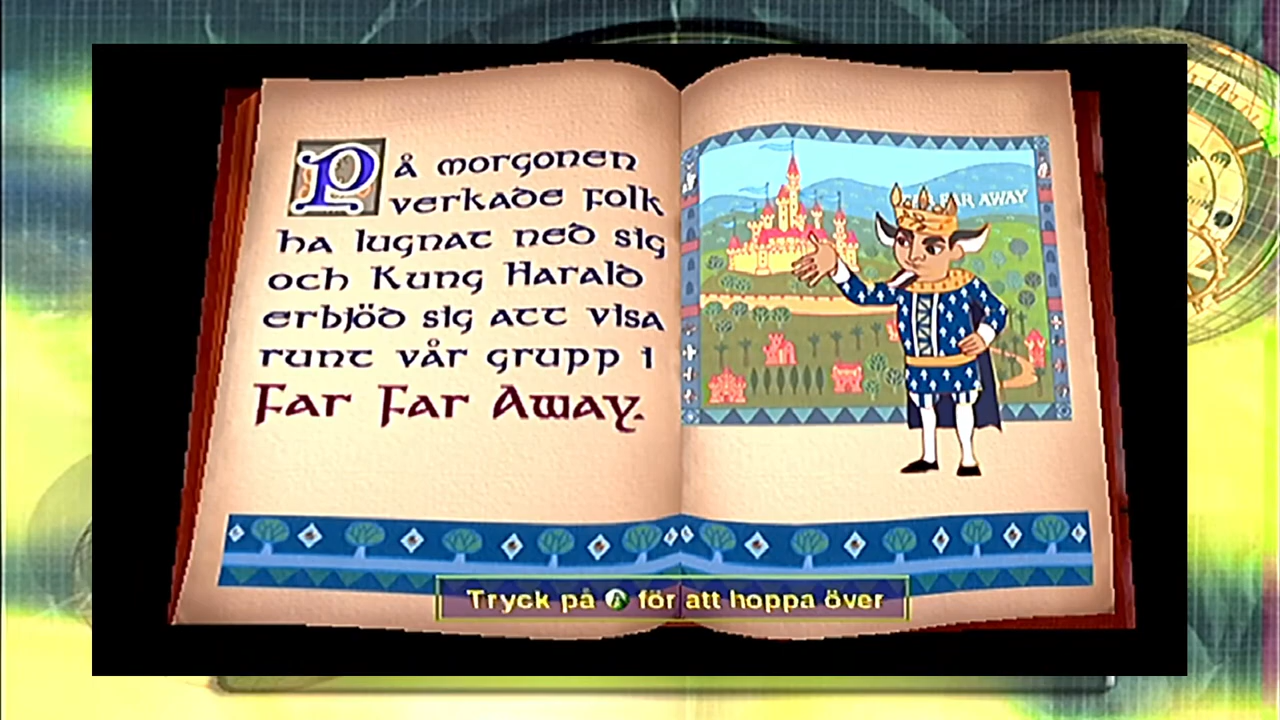 På morgonen
verkade folk
ha lugnat ned sig
och Kung Harald
erbjöd sig att visa
runt vår grupp i
Far Far Away.
FAR AWAY
Tryck på A för att hoppa över